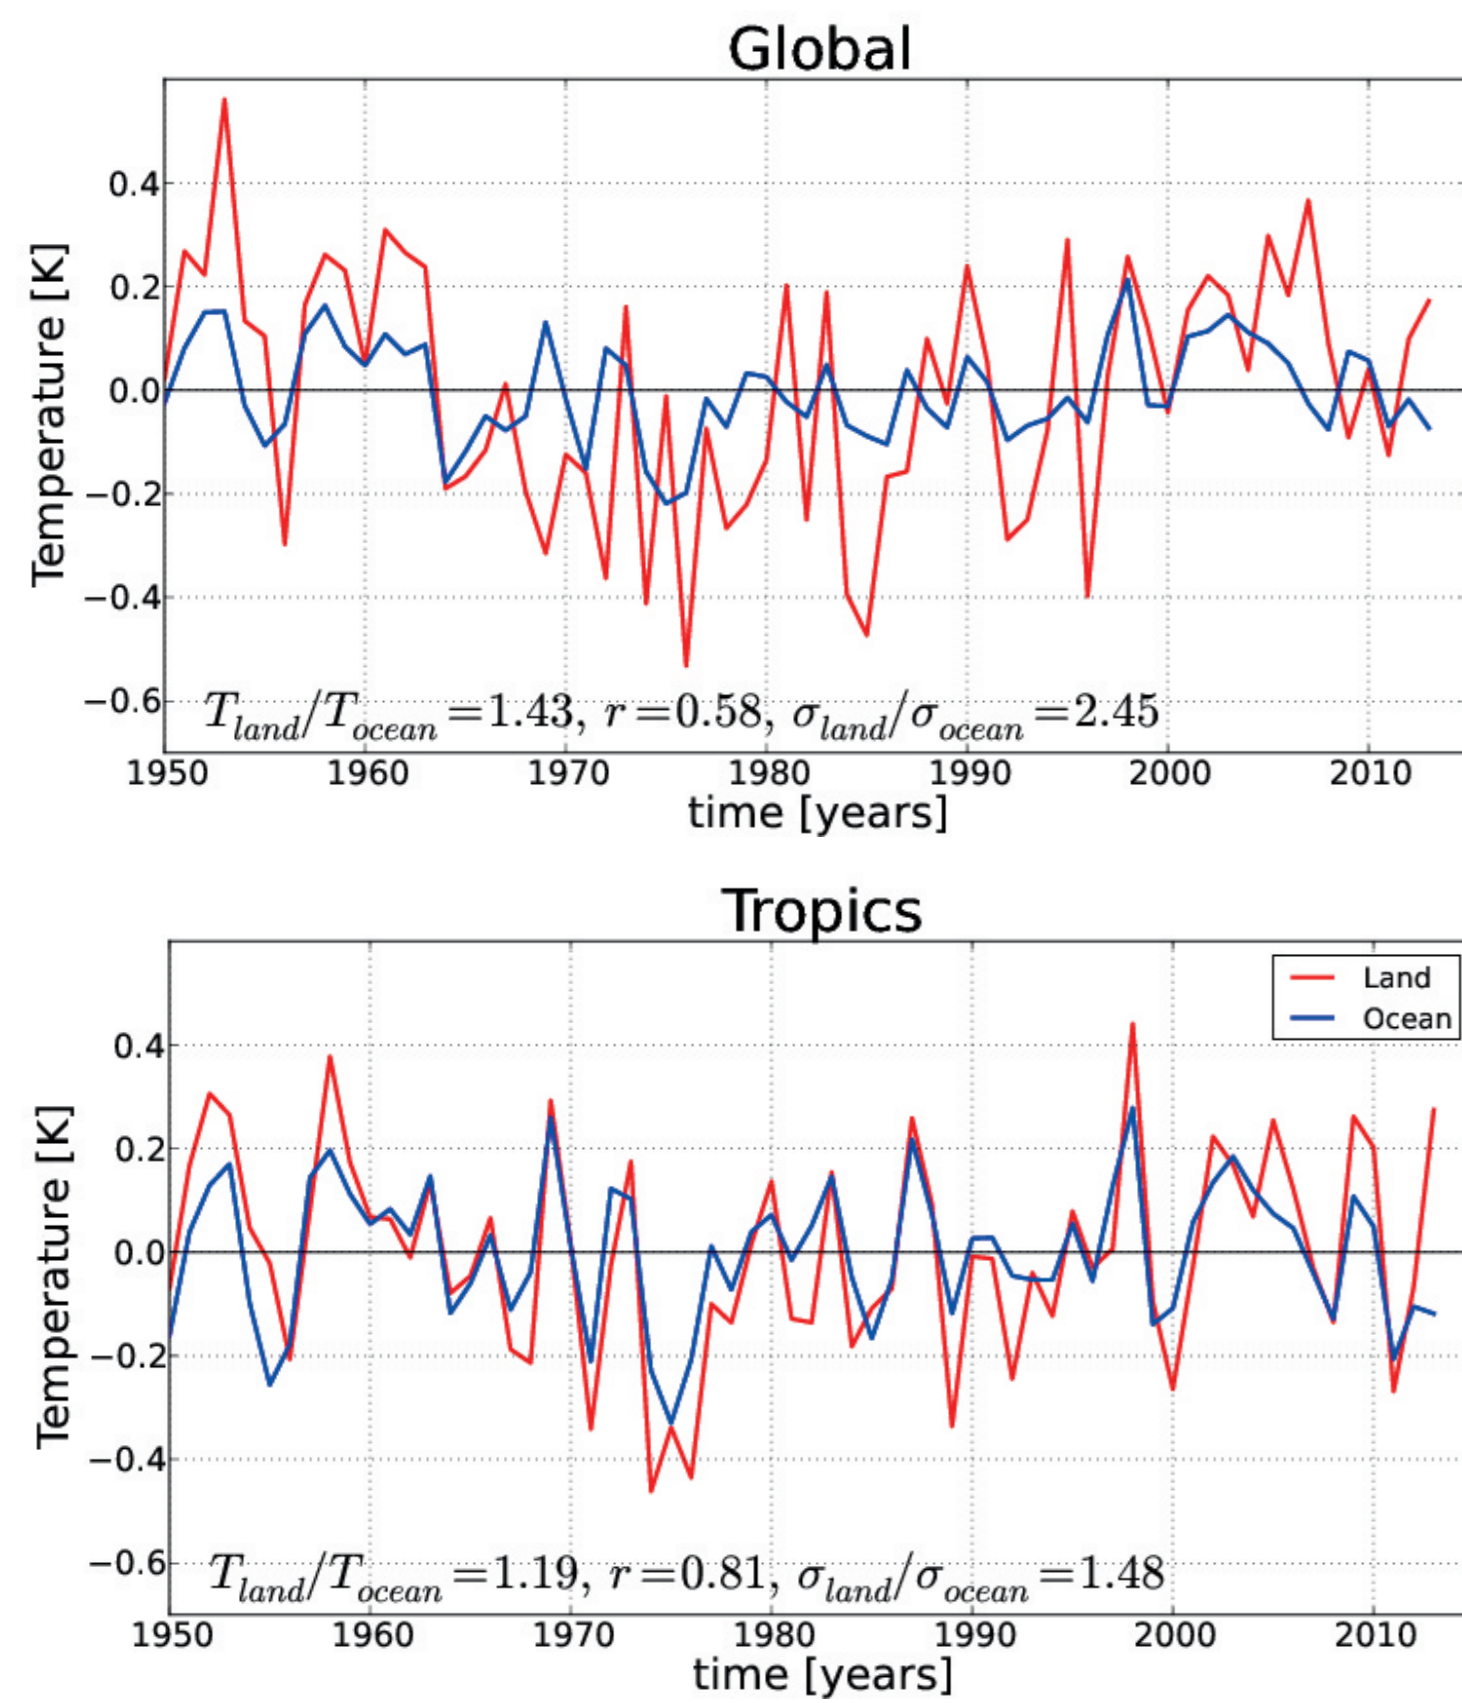 Global
Temperature [K]
0.4
0.2
0.0
−0.2
−0.4
−0.6
T_land/T_ocean =1.43, r=0.58, σ_land/σ_ocean =2.45
1950 1960 1970 1980 1990 2000 2010
time [years]
Tropics
Land
Ocean
Temperature [K]
0.4
0.2
0.0
−0.2
−0.4
−0.6
T_land/T_ocean =1.19, r=0.81, σ_land/σ_ocean =1.48
1950 1960 1970 1980 1990 2000 2010
time [years]